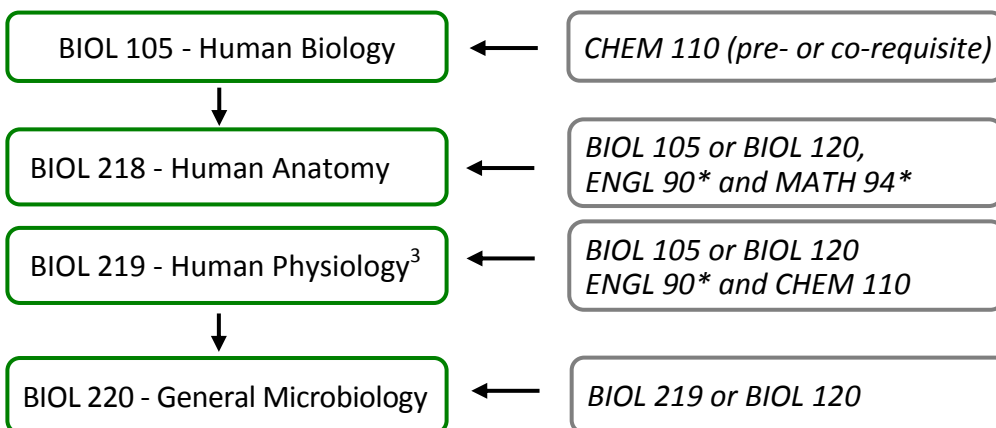 BIOL 105 - Human Biology
CHEM 110 (pre- or co-requisite)
BIOL 218 - Human Anatomy
BIOL 105 or BIOL 120,
ENGL 90* and MATH 94*
BIOL 219 - Human Physiology³
BIOL 105 or BIOL 120
ENGL 90* and CHEM 110
BIOL 220 - General Microbiology
BIOL 219 or BIOL 120